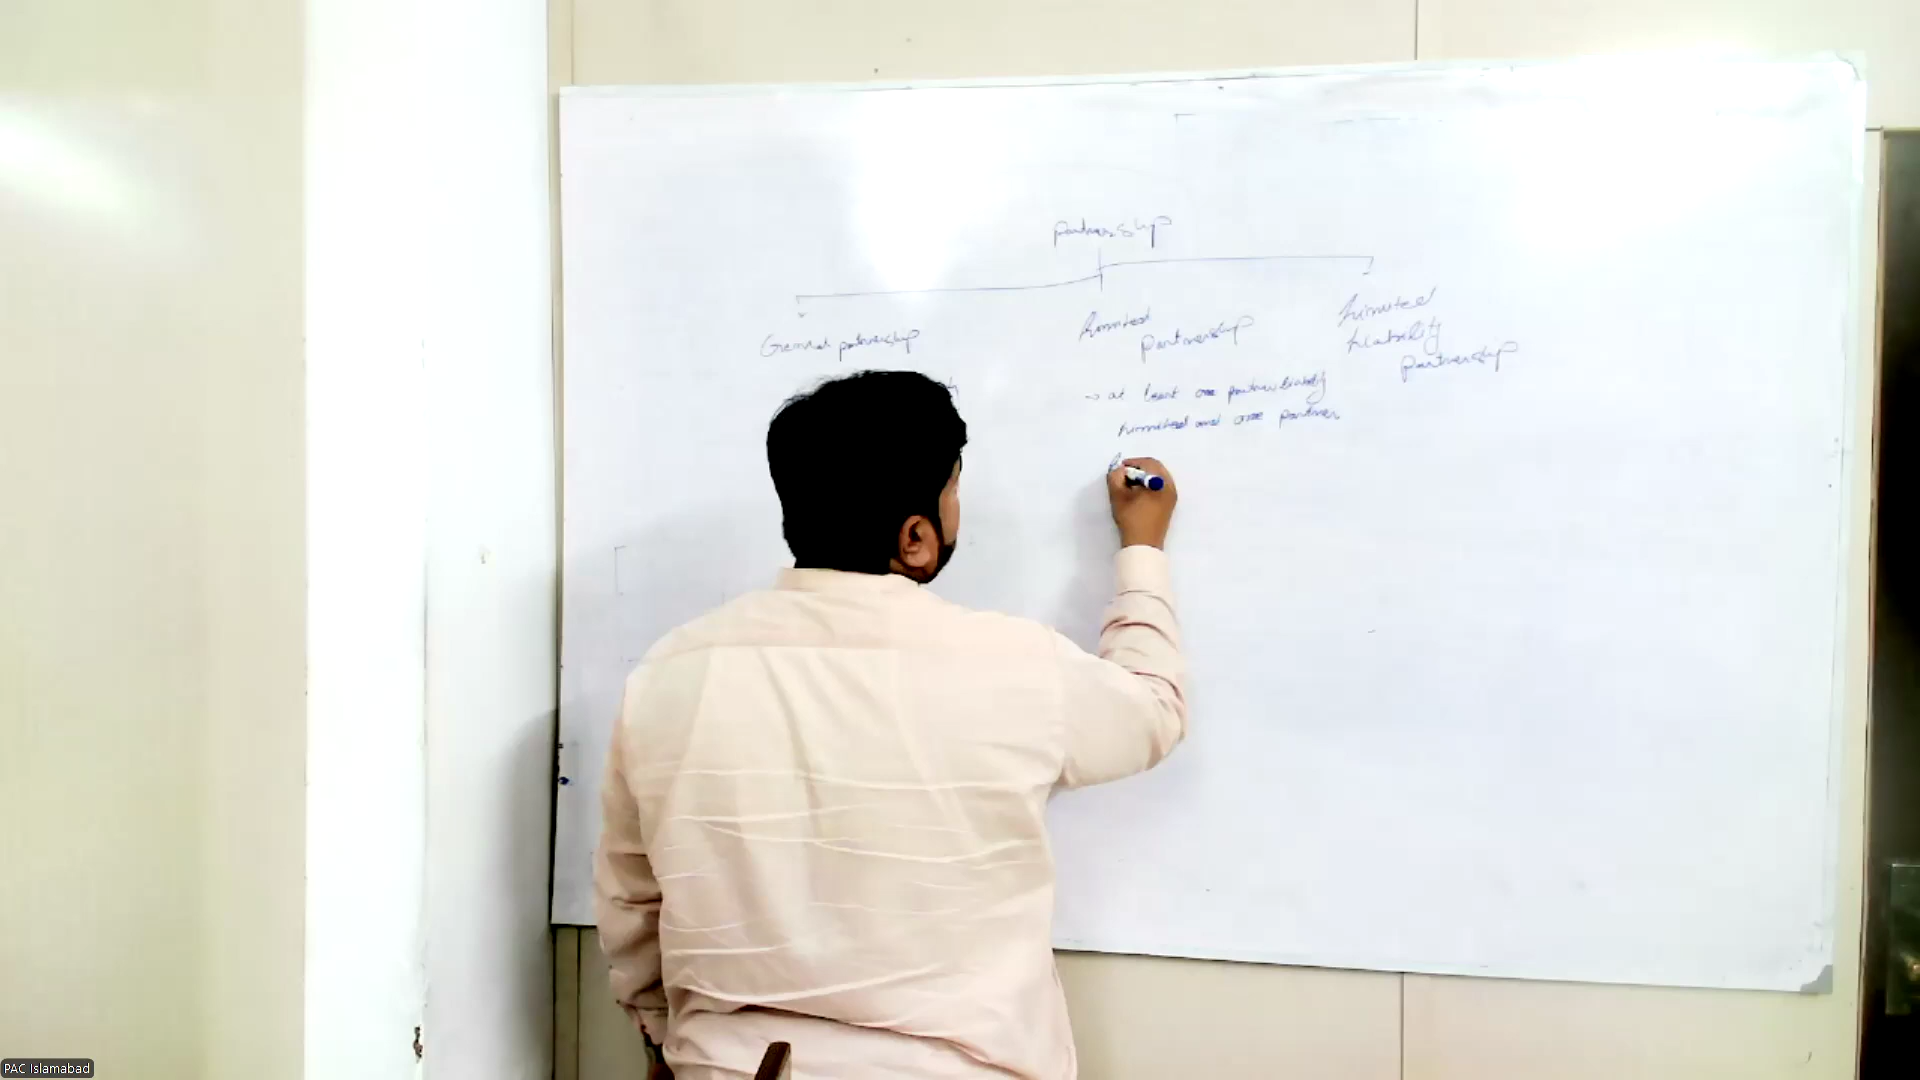 Partnership
General partnership
Limited
Partnership
Limited
Liability
Partnership
→ at least one partner liability
limited and one partner
PAC Islamabad